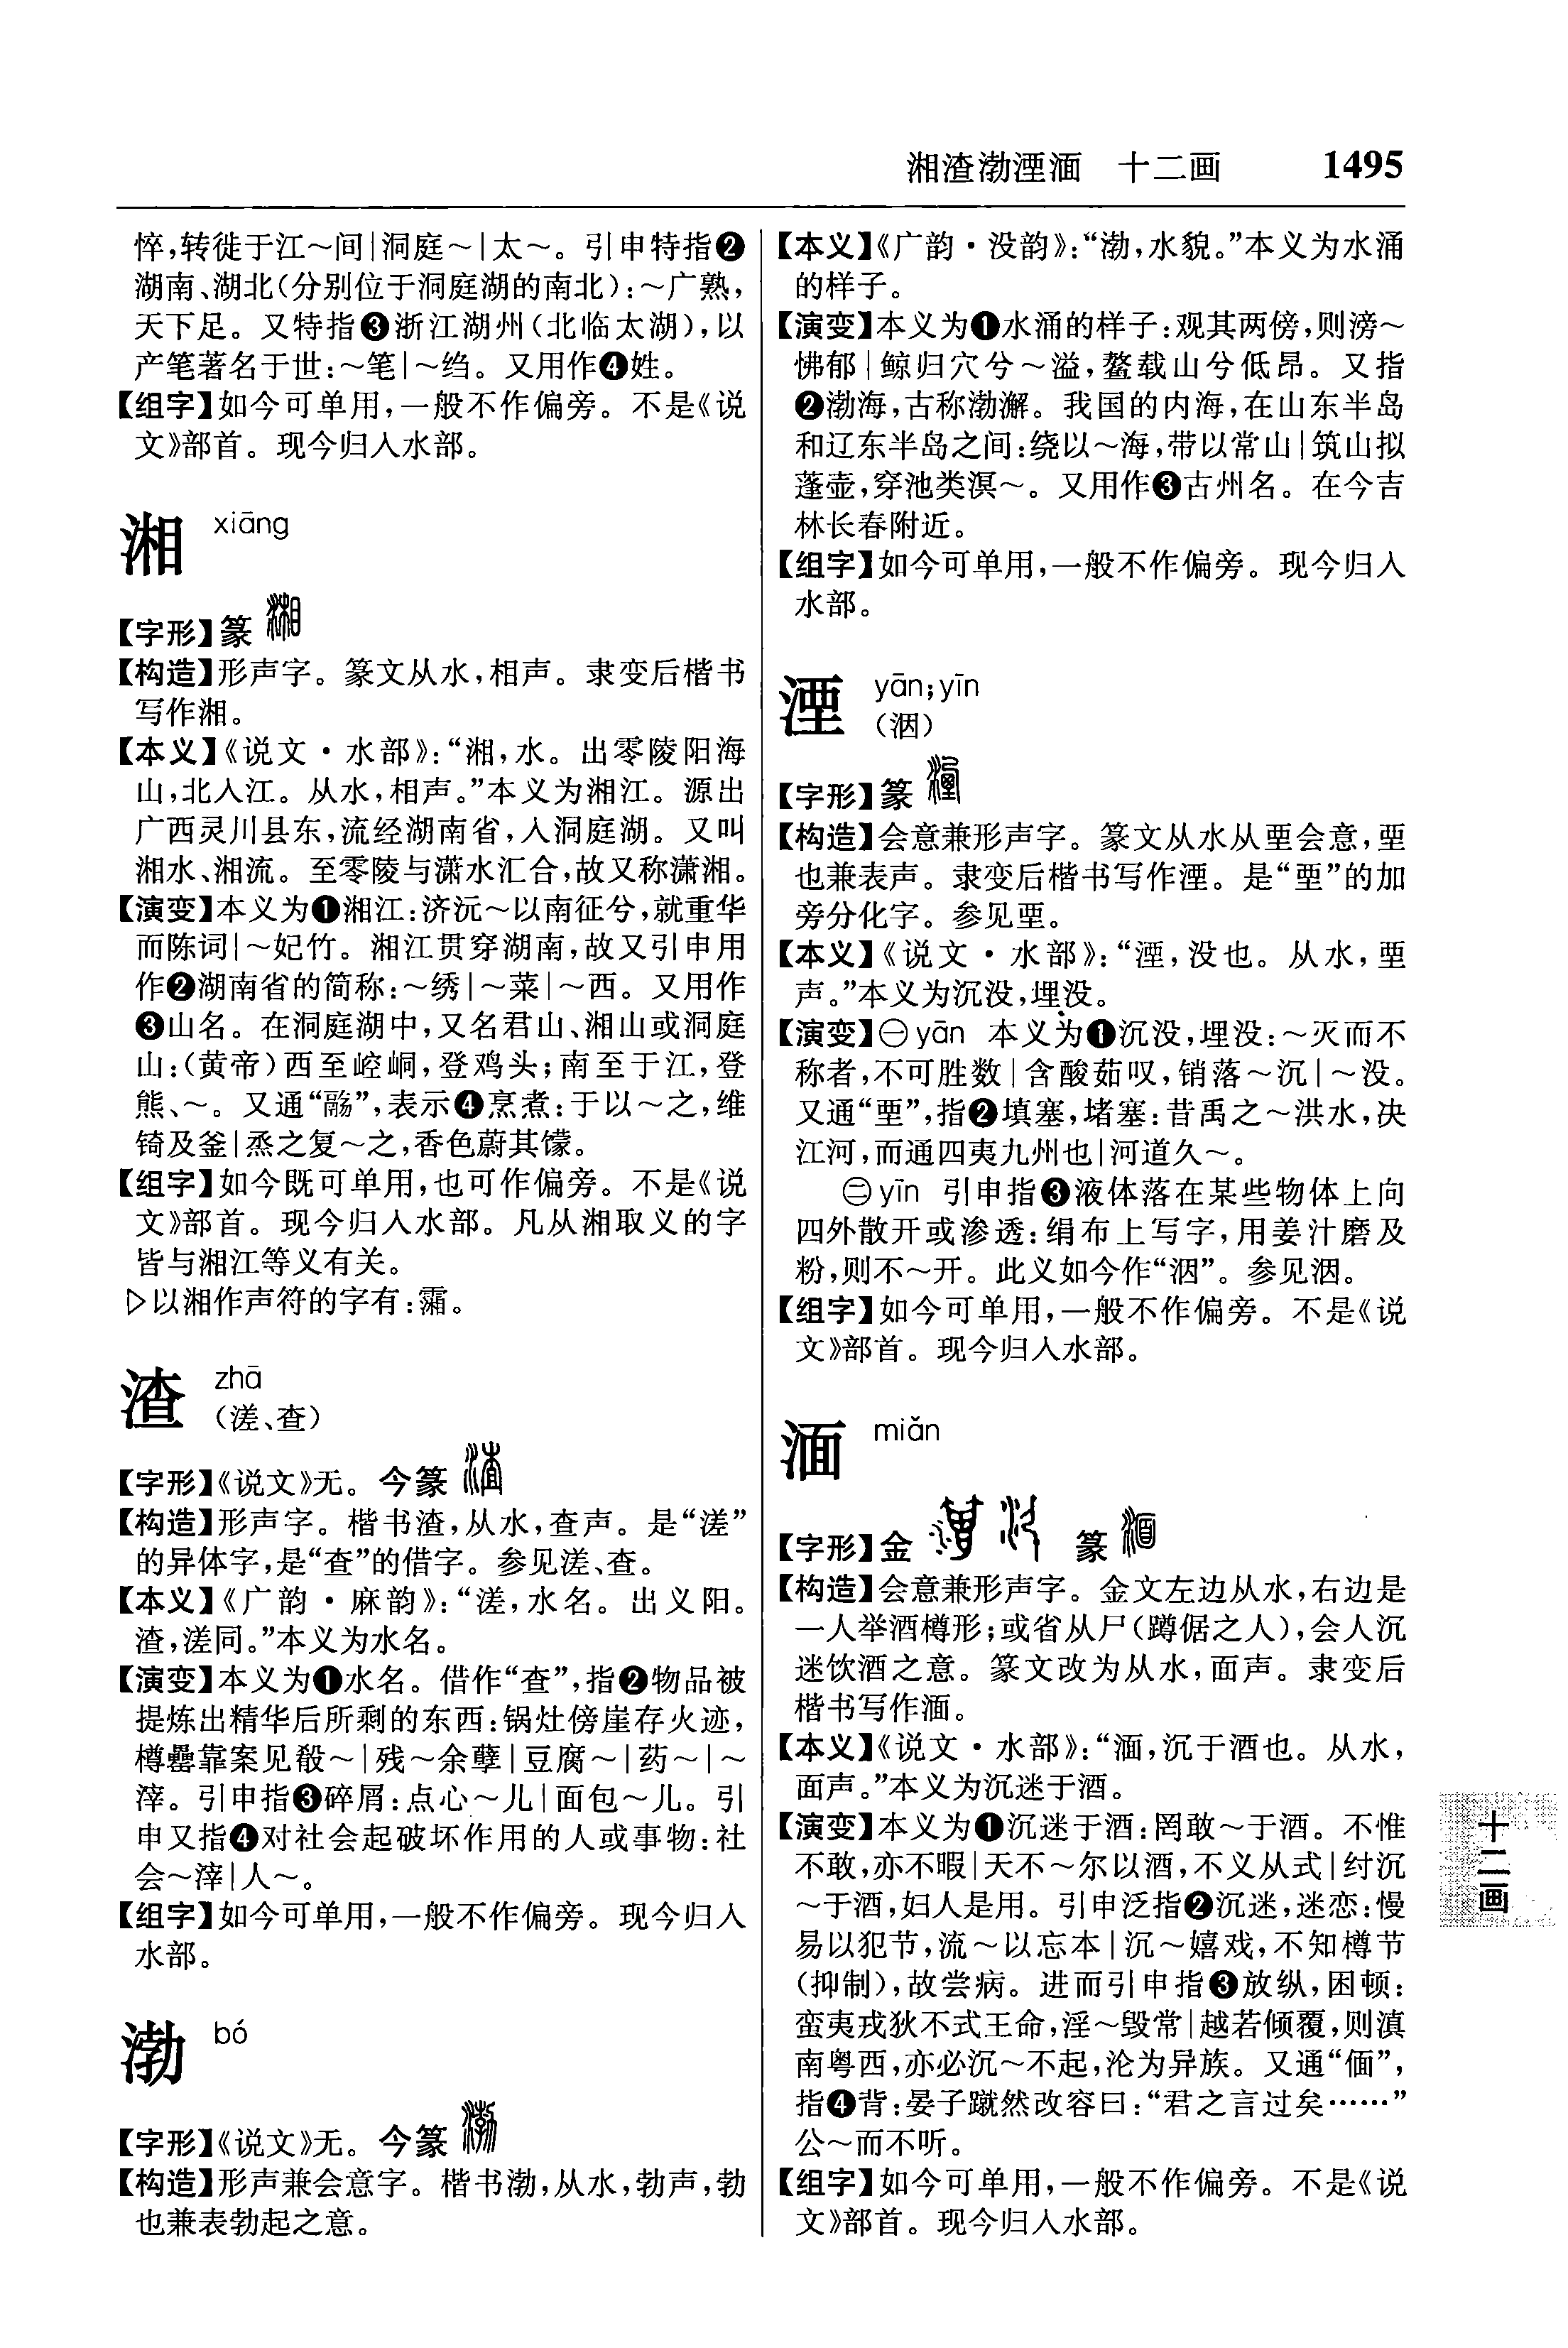 湘渣渤湮湎 十二画 1495
悴,转徙于江～间|洞庭～|太～。引申特指❷
湖南、湖北(分别位于洞庭湖的南北):～广熟,
天下足。又特指❸浙江湖州(北临太湖),以
产笔著名于世:～笔|～绉。又用作❹姓。
【组字】如今可单用,一般不作偏旁。不是《说
文》部首。现今归入水部。
湘 xiāng
【字形】篆
【构造】形声字。篆文从水,相声。隶变后楷书
写作湘。
【本义】《说文·水部》:“湘,水。出零陵阳海
山,北入江。从水,相声。”本义为湘江。源出
广西灵川县东,流经湖南省,入洞庭湖。又叫
湘水、湘流。至零陵与潇水汇合,故又称潇湘。
【演变】本义为❶湘江:济沅～以南征兮,就重华
而陈词|～妃竹。湘江贯穿湖南,故又引申用
作❷湖南省的简称:～绣|～菜|～西。又用作
❸山名。在洞庭湖中,又名君山、湘山或洞庭
山:(黄帝)西至崆峒,登鸡头;南至于江,登
熊、～。又通“鬺”,表示❹烹煮:于以～之,维
锜及釜|烝之复～之,香色蔚其饛。
【组字】如今既可单用,也可作偏旁。不是《说
文》部首。现今归入水部。凡从湘取义的字
皆与湘江等义有关。
▷以湘作声符的字有:䨘。
渣 zhā
(溠、查)
【字形】《说文》无。今篆
【构造】形声字。楷书渣,从水,查声。是“溠”
的异体字,是“查”的借字。参见溠、查。
【本义】《广韵·麻韵》:“溠,水名。出义阳。
渣,溠同。”本义为水名。
【演变】本义为❶水名。借作“查”,指❷物品被
提炼出精华后所剩的东西:锅灶傍崖存火迹,
樽罍靠案见殽～|残～余孽|豆腐～|药～|～
滓。引申指❸碎屑:点心～儿|面包～儿。引
申又指❹对社会起破坏作用的人或事物:社
会～滓|人～。
【组字】如今可单用,一般不作偏旁。现今归入
水部。
渤 bó
【字形】《说文》无。今篆
【构造】形声兼会意字。楷书渤,从水,勃声,勃
也兼表勃起之意。
【本义】《广韵·没韵》:“渤,水貌。”本义为水涌
的样子。
【演变】本义为❶水涌的样子:观其两傍,则滂～
怫郁|鲸归穴兮～溢,鳌载山兮低昂。又指
❷渤海,古称渤澥。我国的内海,在山东半岛
和辽东半岛之间:绕以～海,带以常山|筑山拟
蓬壶,穿池类溟～。又用作❸古州名。在今吉
林长春附近。
【组字】如今可单用,一般不作偏旁。现今归入
水部。
湮 yān;yīn
(洇)
【字形】篆
【构造】会意兼形声字。篆文从水从垔会意,垔
也兼表声。隶变后楷书写作湮。是“垔”的加
旁分化字。参见垔。
【本义】《说文·水部》:“湮,没也。从水,垔
声。”本义为沉没,埋没。
【演变】㊀yān 本义为❶沉没,埋没:～灭而不
称者,不可胜数|含酸茹叹,销落～沉|～没。
又通“垔”,指❷填塞,堵塞:昔禹之～洪水,决
江河,而通四夷九州也|河道久～。
㊁yīn 引申指❸液体落在某些物体上向
四外散开或渗透:绢布上写字,用姜汁磨及
粉,则不～开。此义如今作“洇”。参见洇。
【组字】如今可单用,一般不作偏旁。不是《说
文》部首。现今归入水部。
湎 miǎn
【字形】金 篆
【构造】会意兼形声字。金文左边从水,右边是
一人举酒樽形;或省从尸(蹲倨之人),会人沉
迷饮酒之意。篆文改为从水,面声。隶变后
楷书写作湎。
【本义】《说文·水部》:“湎,沉于酒也。从水,
面声。”本义为沉迷于酒。
【演变】本义为❶沉迷于酒:罔敢～于酒。不惟
不敢,亦不暇|天不～尔以酒,不义从式|纣沉
～于酒,妇人是用。引申泛指❷沉迷,迷恋:慢
易以犯节,流～以忘本|沉～嬉戏,不知樽节
(抑制),故尝病。进而引申指❸放纵,困顿:
蛮夷戎狄不式王命,淫～毁常|越若倾覆,则滇
南粤西,亦必沉～不起,沦为异族。又通“偭”,
指❹背:晏子蹴然改容曰:“君之言过矣……”
公～而不听。
【组字】如今可单用,一般不作偏旁。不是《说
文》部首。现今归入水部。
十二画